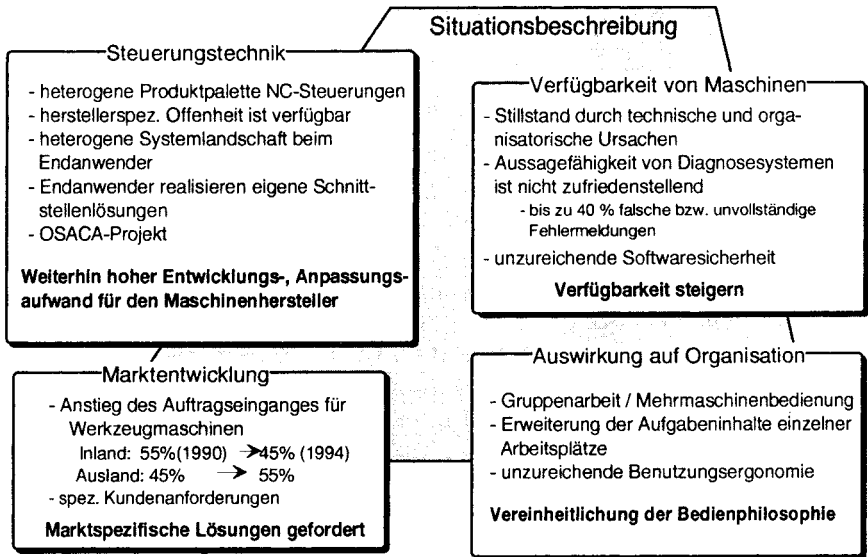 Situationsbeschreibung
Steuerungstechnik
- heterogene Produktpalette NC-Steuerungen
- herstellerspez. Offenheit ist verfügbar
- heterogene Systemlandschaft beim
Endanwender
- Endanwender realisieren eigene Schnitt-
stellenlösungen
- OSACA-Projekt
Weiterhin hoher Entwicklungs-, Anpassungs-
aufwand für den Maschinenhersteller
Verfügbarkeit von Maschinen
- Stillstand durch technische und orga-
nisatorische Ursachen
- Aussagefähigkeit von Diagnosesystemen
ist nicht zufriedenstellend
- bis zu 40 % falsche bzw. unvollständige
Fehlermeldungen
- unzureichende Softwaresicherheit
Verfügbarkeit steigern
Marktentwicklung
- Anstieg des Auftragseinganges für
Werkzeugmaschinen
Inland: 55%(1990) → 45% (1994)
Ausland: 45% → 55%
- spez. Kundenanforderungen
Marktspezifische Lösungen gefordert
Auswirkung auf Organisation
- Gruppenarbeit / Mehrmaschinenbedienung
- Erweiterung der Aufgabeninhalte einzelner
Arbeitsplätze
- unzureichende Benutzungsergonomie
Vereinheitlichung der Bedienphilosophie